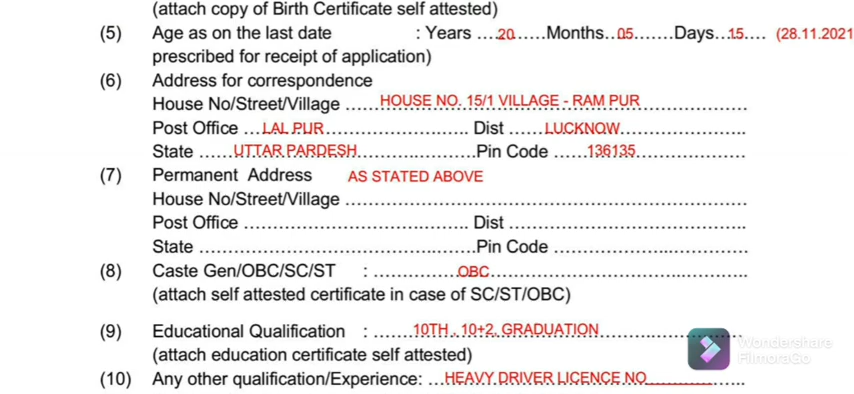 (attach copy of Birth Certificate self attested)
(5) Age as on the last date : Years ....20......Months...05.......Days...15.... (28.11.2021
prescribed for receipt of application)
(6) Address for correspondence
House No/Street/Village ......HOUSE NO. 15/1 VILLAGE - RAM PUR......
Post Office ...LAL PUR............................ Dist ......LUCKNOW......................
State ......UTTAR PARDESH......................Pin Code ......136135......................
(7) Permanent Address AS STATED ABOVE
House No/Street/Village ......................................................................
Post Office .......................................... Dist ...........................................
State ..................................................Pin Code ...................................
(8) Caste Gen/OBC/SC/ST : ................OBC..................................................
(attach self attested certificate in case of SC/ST/OBC)
(9) Educational Qualification : .......10TH , 10+2, GRADUATION..........................
(attach education certificate self attested)
(10) Any other qualification/Experience: ...HEAVY DRIVER LICENCE NO____________......
Wondershare
FilmoraGo